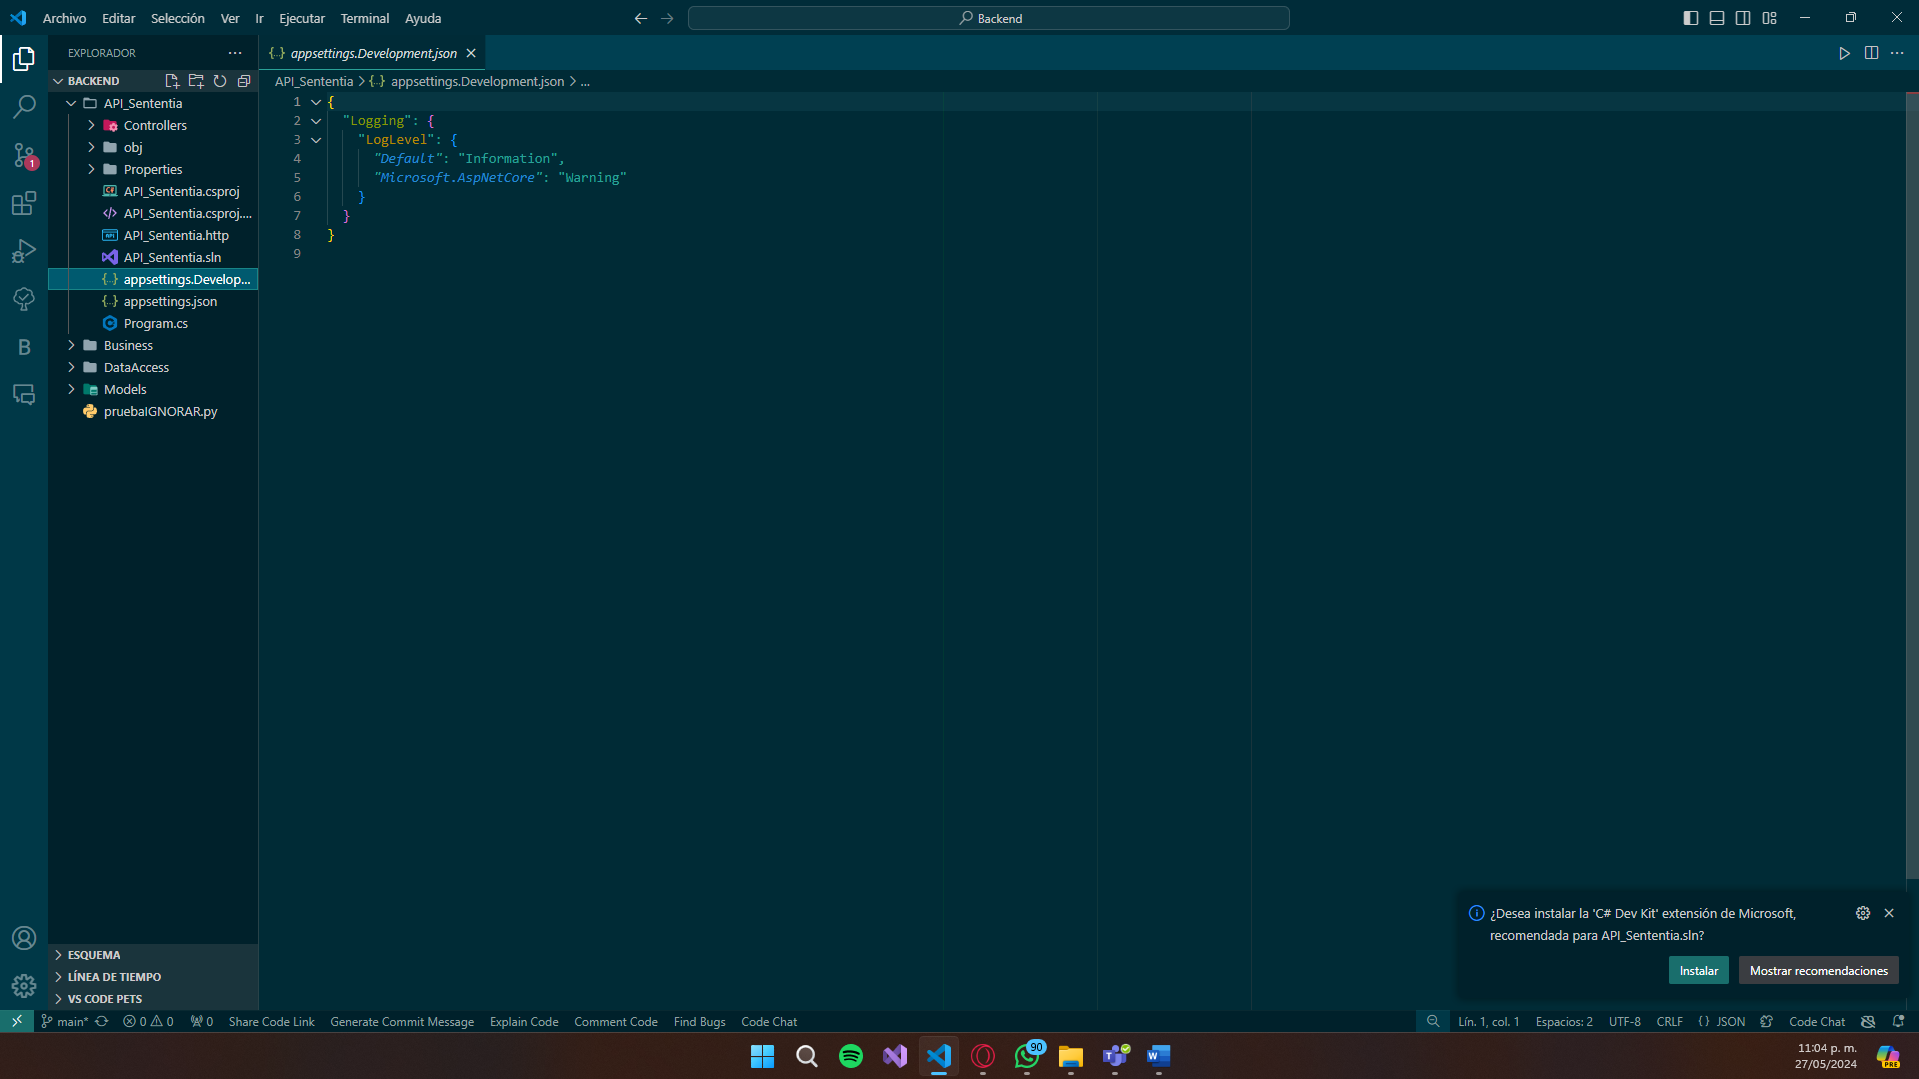 Archivo Editar Selección Ver Ir Ejecutar Terminal Ayuda
Backend
EXPLORADOR
appsettings.Development.json
BACKEND
API_Sententia > appsettings.Development.json > ...
API_Sententia
Controllers
obj
Properties
API_Sententia.csproj
API_Sententia.csproj....
API_Sententia.http
API_Sententia.sln
appsettings.Develop...
appsettings.json
Program.cs
Business
DataAccess
Models
pruebaIGNORAR.py
1 {
2 "Logging": {
3 "LogLevel": {
4 "Default": "Information",
5 "Microsoft.AspNetCore": "Warning"
6 }
7 }
8 }
9
¿Desea instalar la 'C# Dev Kit' extensión de Microsoft,
recomendada para API_Sententia.sln?
Instalar Mostrar recomendaciones
ESQUEMA
LÍNEA DE TIEMPO
VS CODE PETS
main* 0 0 0 Share Code Link Generate Commit Message Explain Code Comment Code Find Bugs Code Chat Lín. 1, col. 1 Espacios: 2 UTF-8 CRLF {} JSON Code Chat
90
11:04 p. m.
27/05/2024